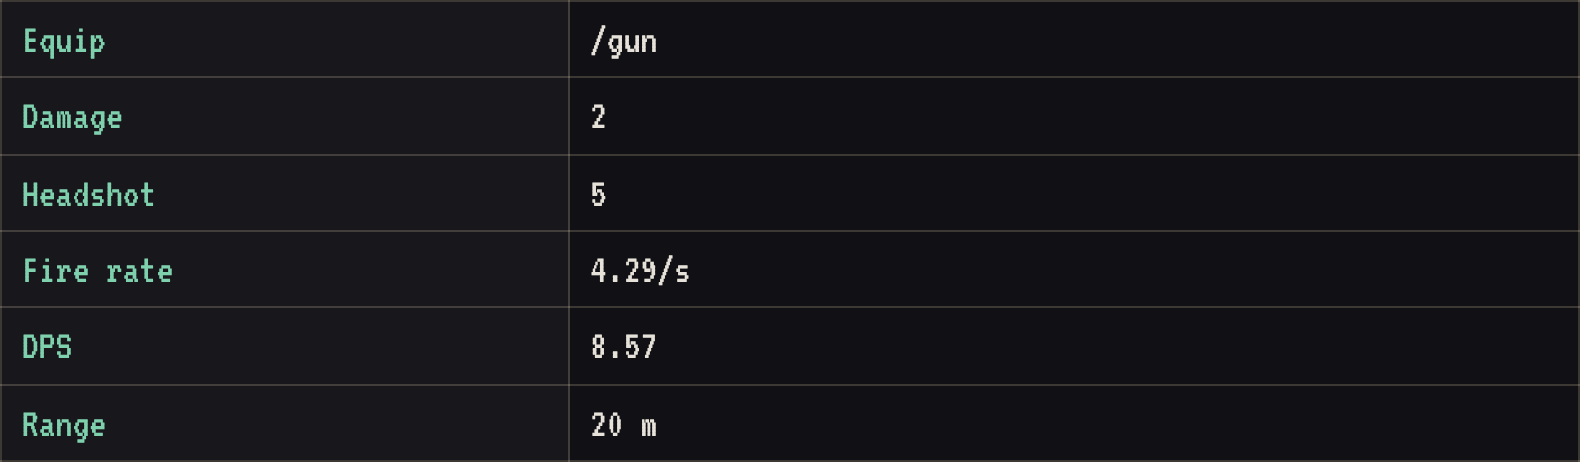 Equip /gun
Damage 2
Headshot 5
Fire rate 4.29/s
DPS 8.57
Range 20 m